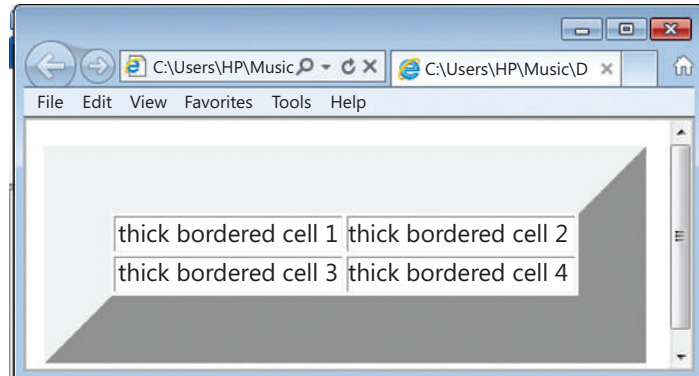 C:\Users\HP\Music
C:\Users\HP\Music\D
File Edit View Favorites Tools Help
thick bordered cell 1 thick bordered cell 2
thick bordered cell 3 thick bordered cell 4